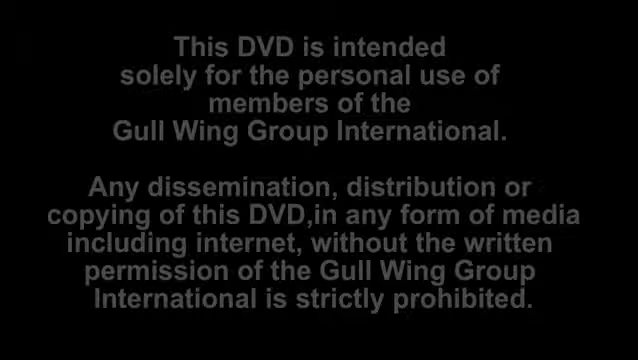 This DVD is intended
solely for the personal use of
members of the
Gull Wing Group International.
Any dissemination, distribution or
copying of this DVD,in any form of media
including internet, without the written
permission of the Gull Wing Group
International is strictly prohibited.